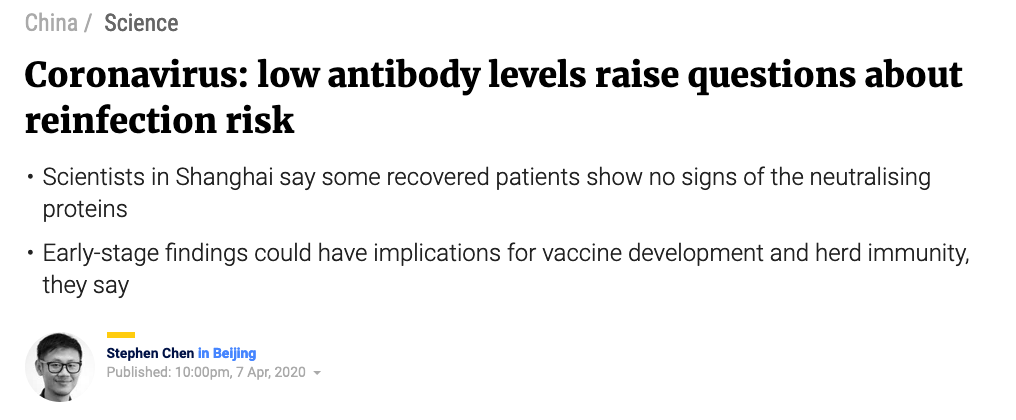 China / Science
Coronavirus: low antibody levels raise questions about
reinfection risk
• Scientists in Shanghai say some recovered patients show no signs of the neutralising
proteins
• Early-stage findings could have implications for vaccine development and herd immunity,
they say
Stephen Chen in Beijing
Published: 10:00pm, 7 Apr, 2020